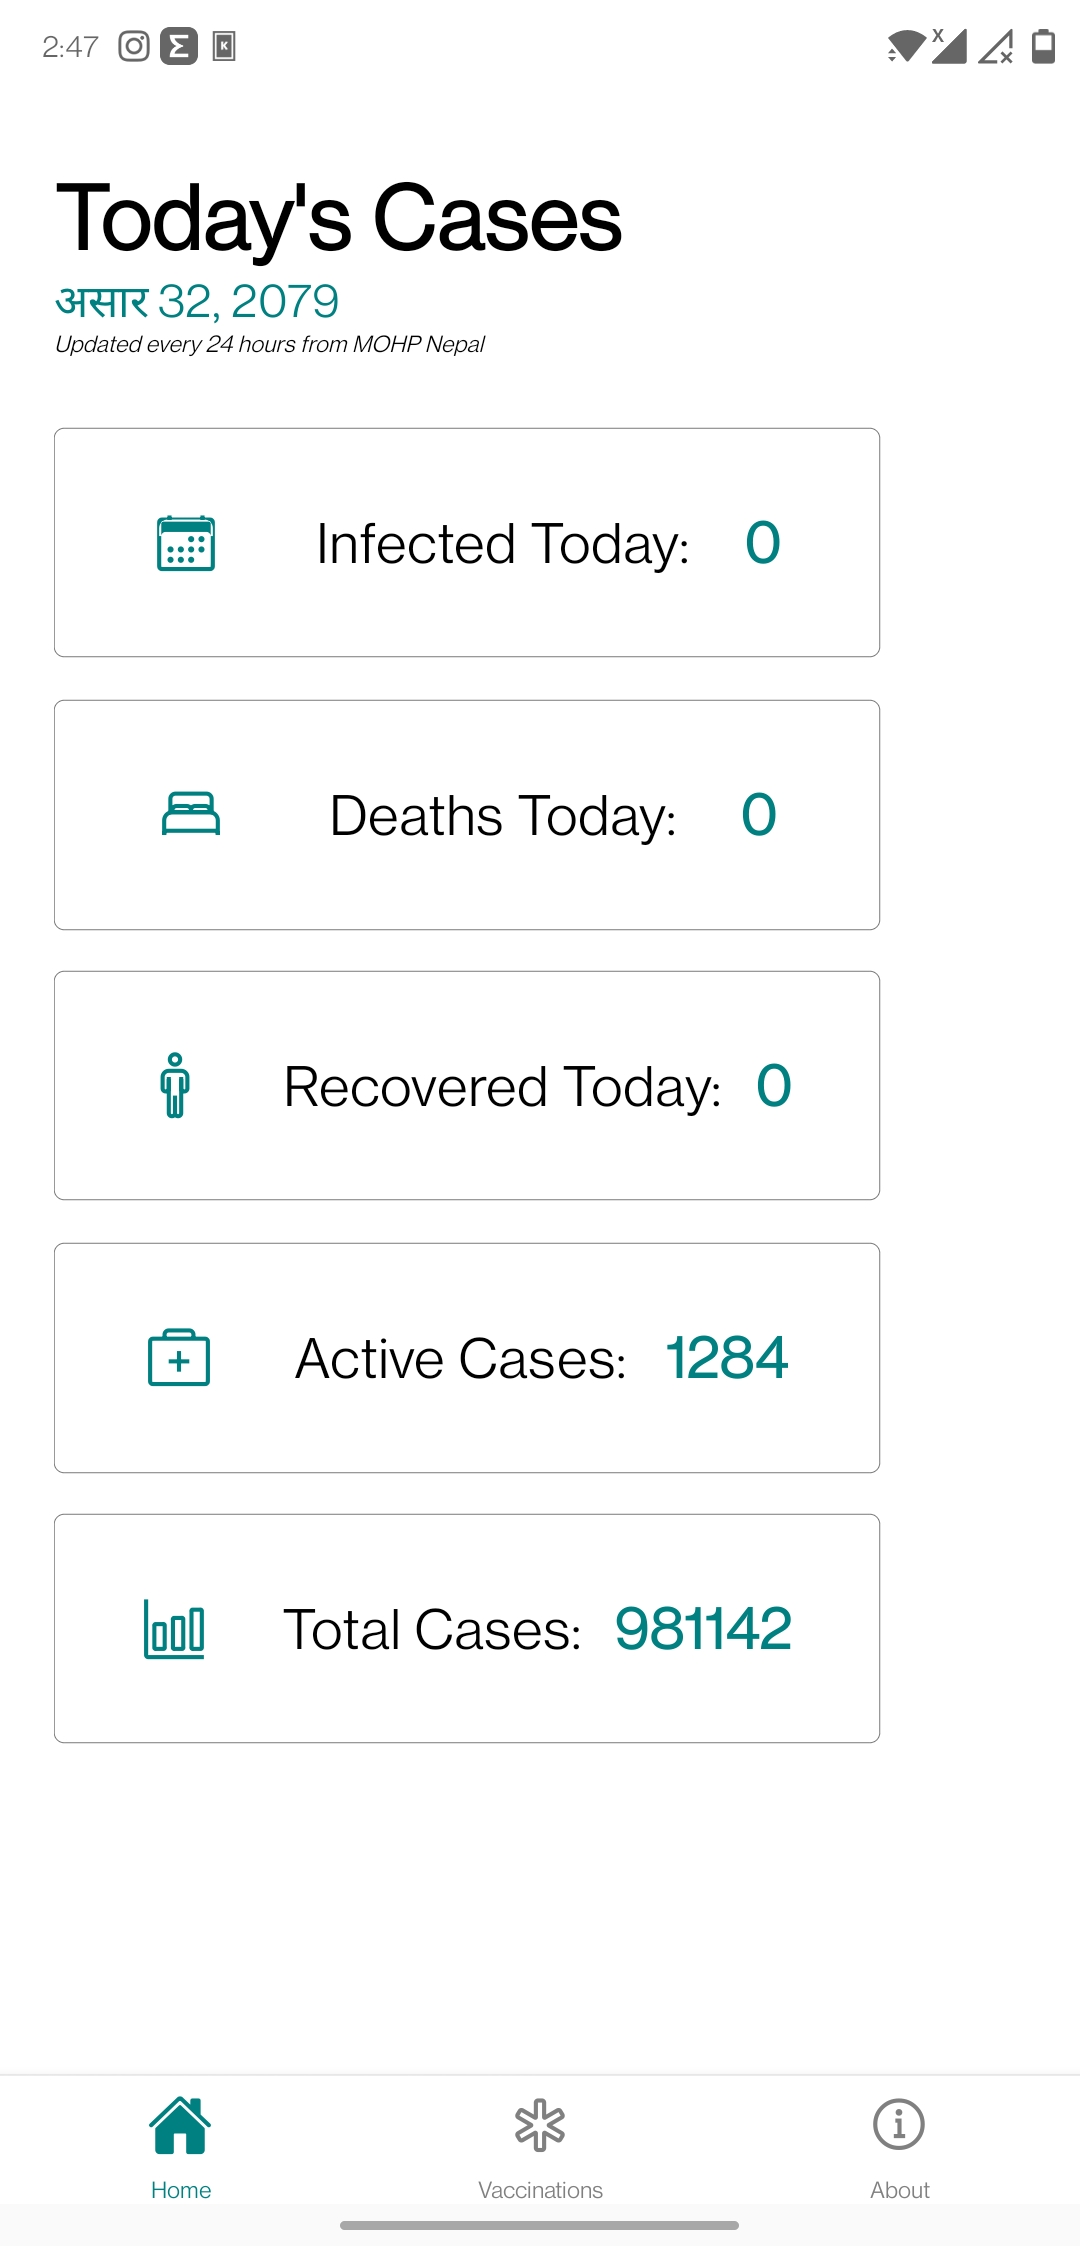 2:47
Today's Cases
असार 32, 2079
Updated every 24 hours from MOHP Nepal
Infected Today: 0
Deaths Today: 0
Recovered Today: 0
Active Cases: 1284
Total Cases: 981142
Home Vaccinations About